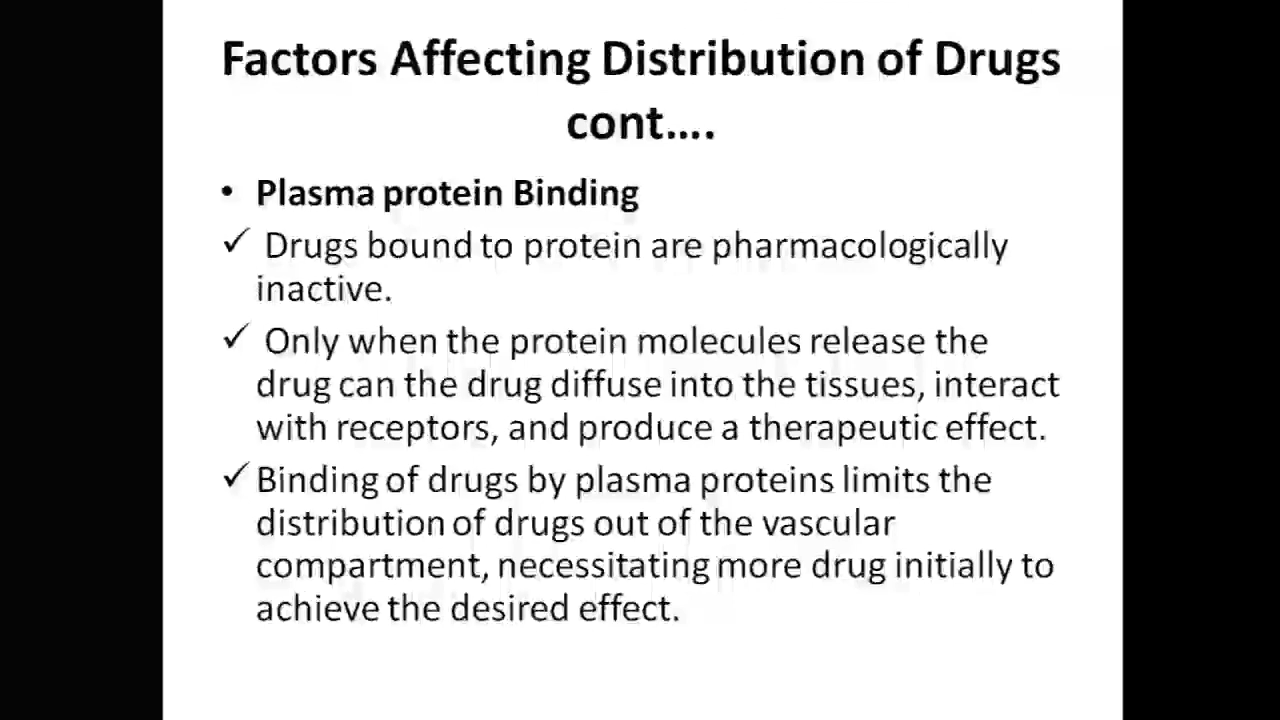 Factors Affecting Distribution of Drugs
cont....
• Plasma protein Binding
✓ Drugs bound to protein are pharmacologically
inactive.
✓ Only when the protein molecules release the
drug can the drug diffuse into the tissues, interact
with receptors, and produce a therapeutic effect.
✓ Binding of drugs by plasma proteins limits the
distribution of drugs out of the vascular
compartment, necessitating more drug initially to
achieve the desired effect.